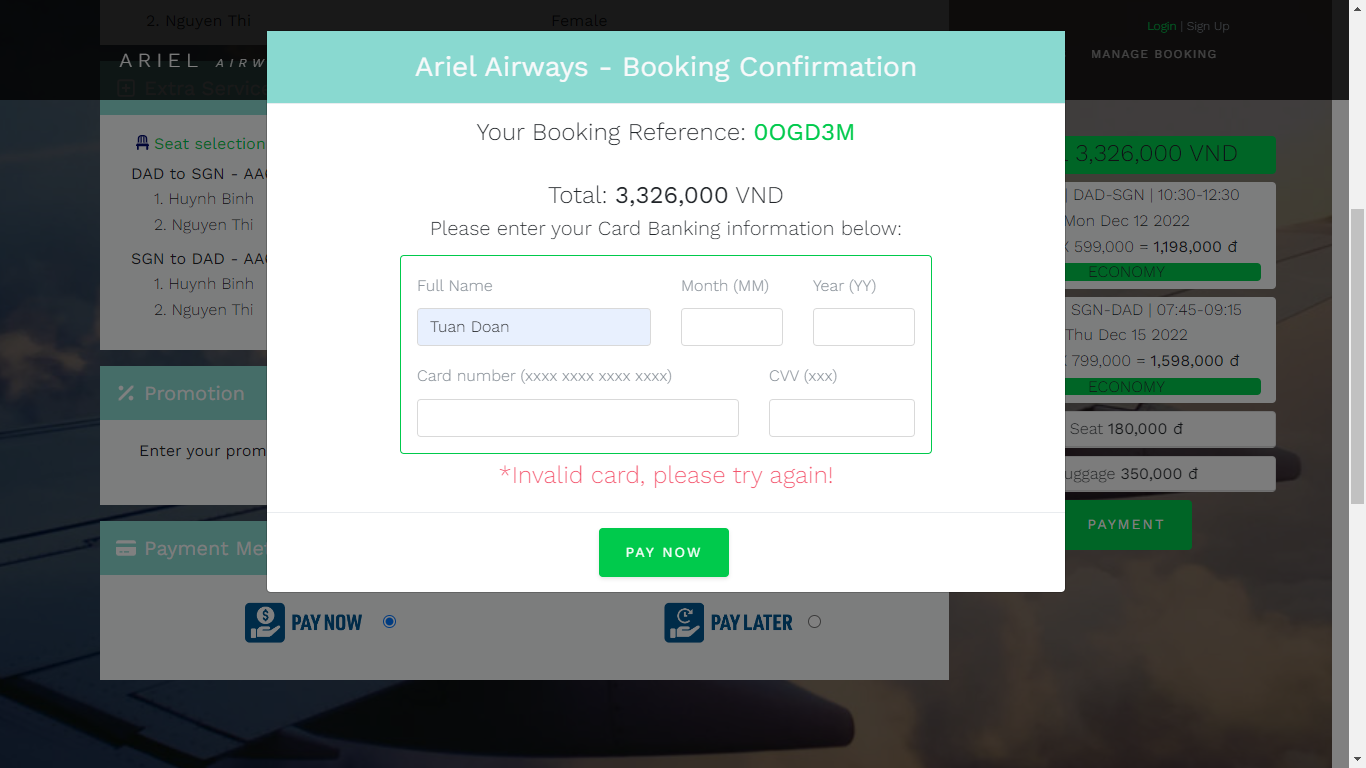 2. Nguyen Thi Female
Login | Sign Up
ARIEL AIRW
MANAGE BOOKING
Extra Service
Seat selection
DAD to SGN - AA
1. Huynh Binh
2. Nguyen Thi
SGN to DAD - AA
1. Huynh Binh
2. Nguyen Thi
Promotion
Enter your prom
Payment Met
PAY NOW
PAY LATER
Ariel Airways - Booking Confirmation
Your Booking Reference: 0OGD3M
Total: 3,326,000 VND
Please enter your Card Banking information below:
Full Name Month (MM) Year (YY)
Tuan Doan
Card number (xxxx xxxx xxxx xxxx) CVV (xxx)
*Invalid card, please try again!
PAY NOW
3,326,000 VND
| DAD-SGN | 10:30-12:30
Mon Dec 12 2022
X 599,000 = 1,198,000 đ
ECONOMY
SGN-DAD | 07:45-09:15
Thu Dec 15 2022
X 799,000 = 1,598,000 đ
ECONOMY
Seat 180,000 đ
uggage 350,000 đ
PAYMENT